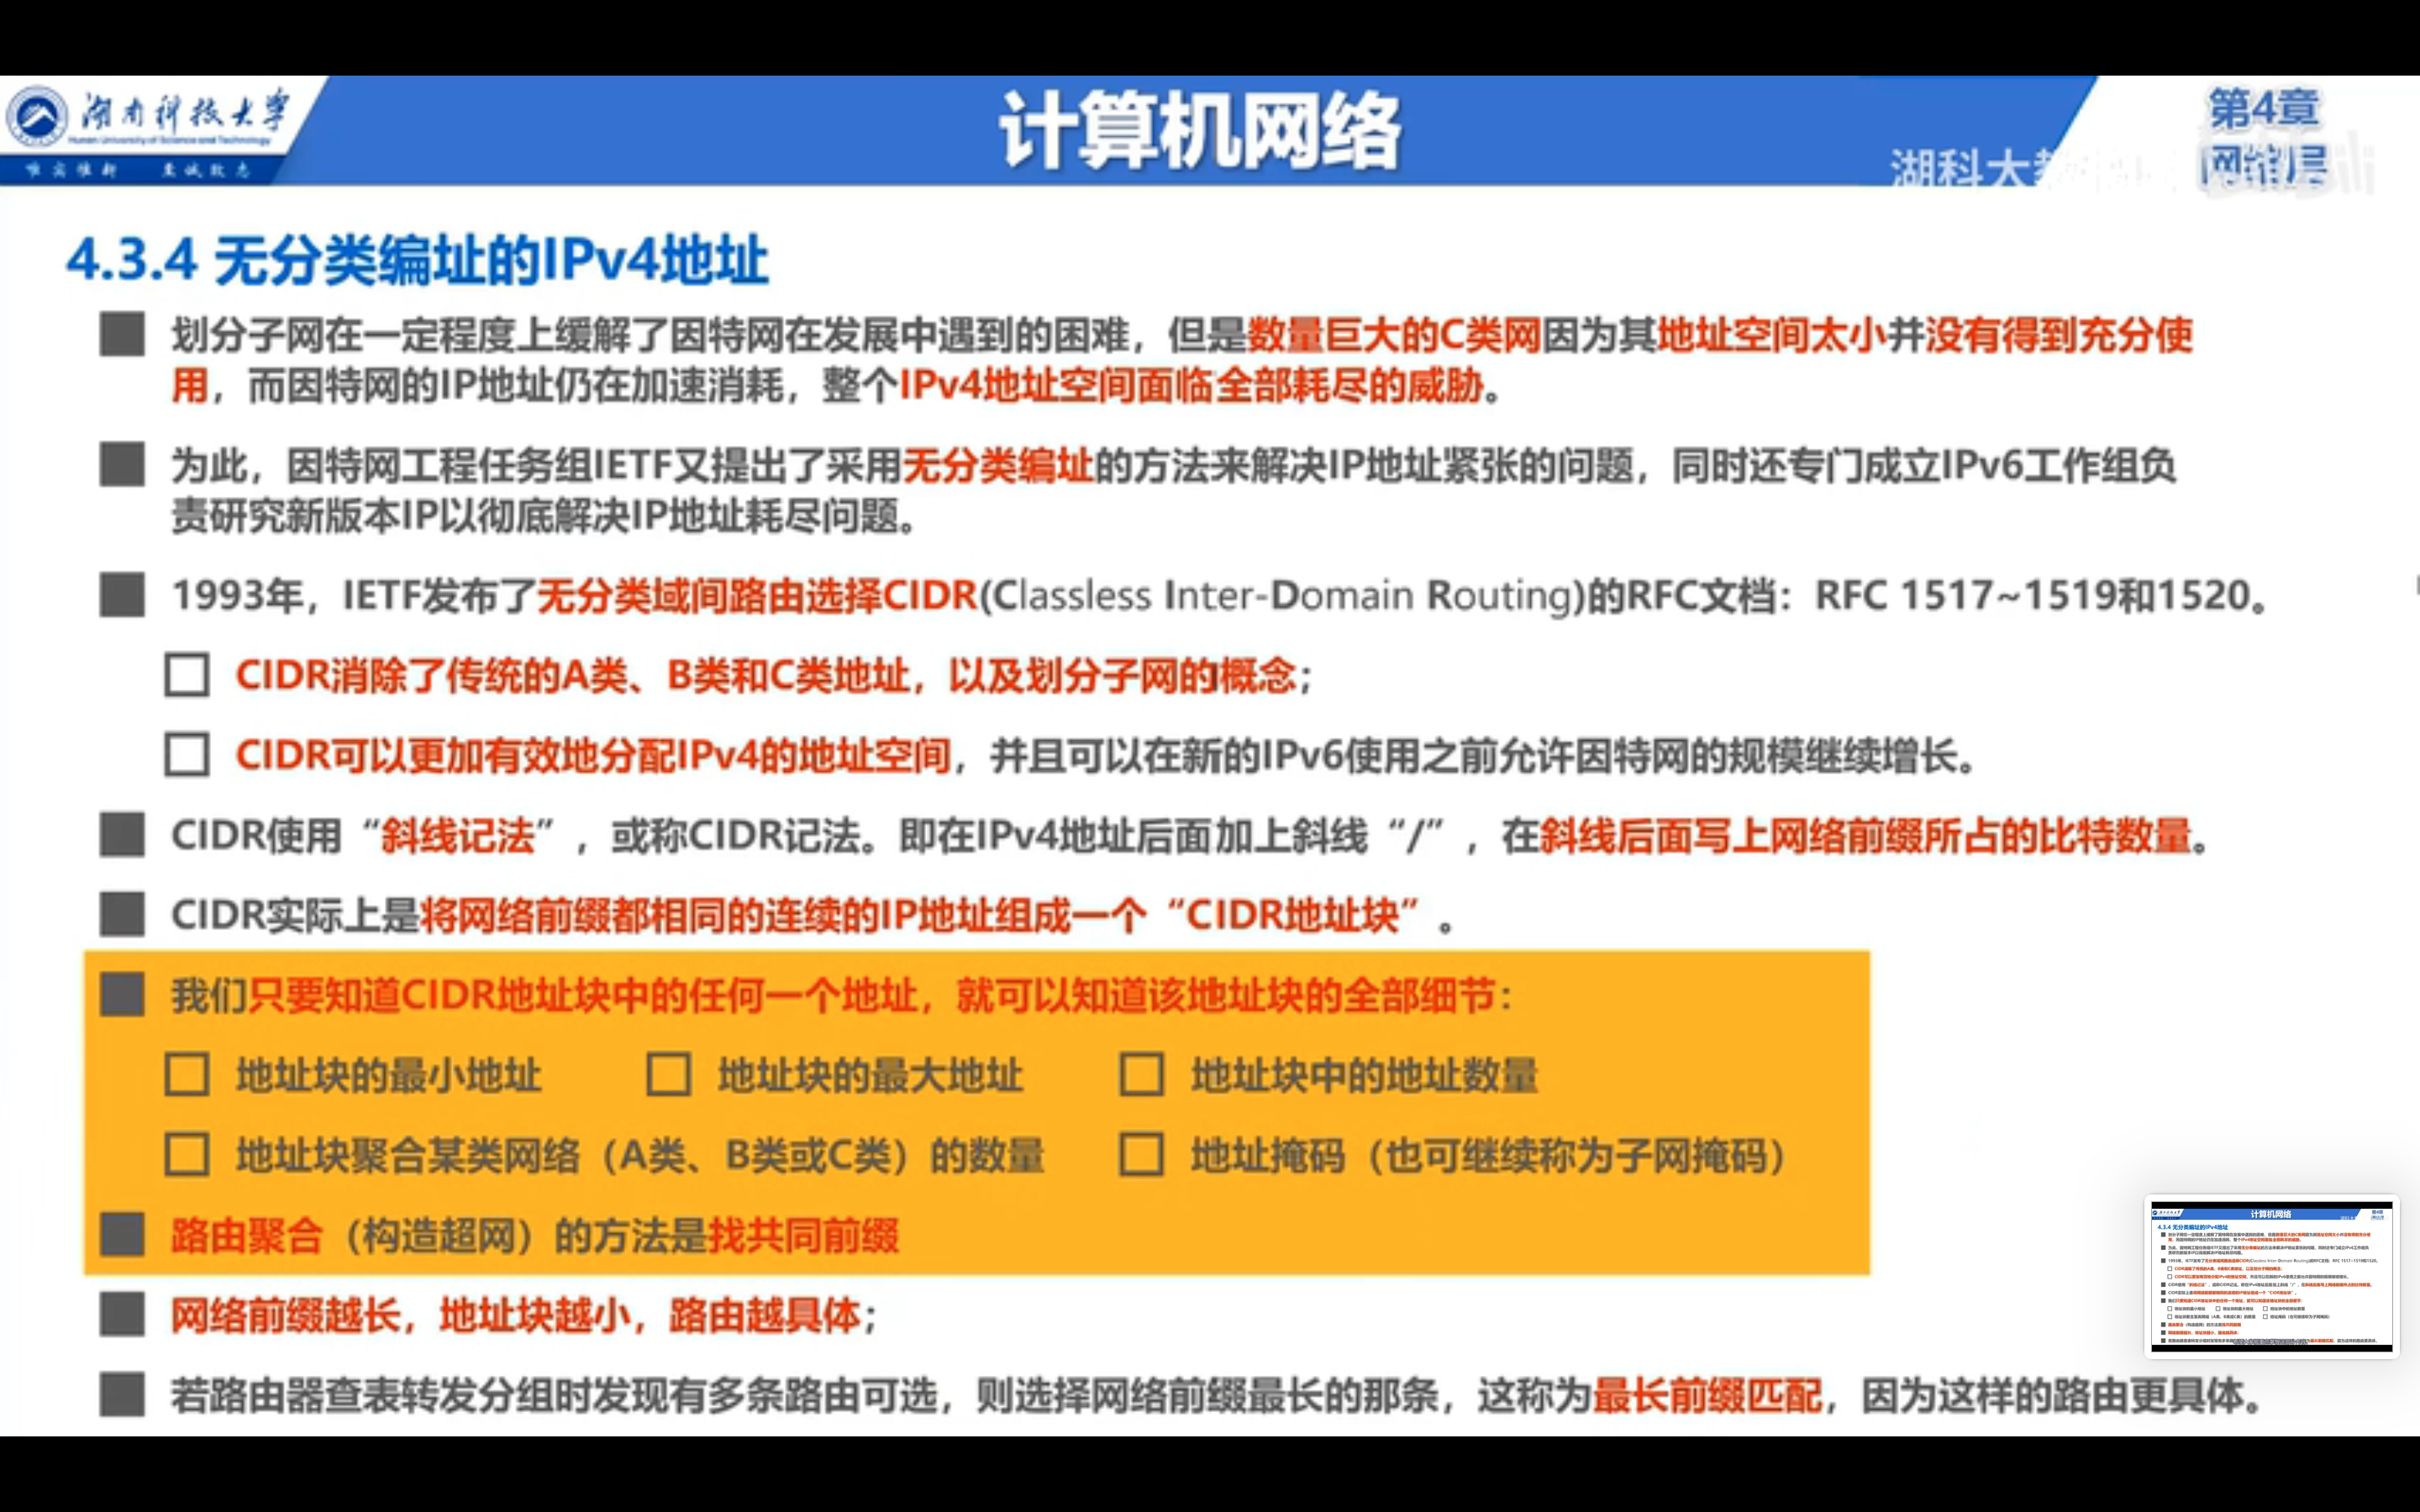 湖南科技大学
Hunan University of Science and Technology
唯实惟新 至诚致志
计算机网络
第4章
网络层
湖科大教
4.3.4 无分类编址的IPv4地址
划分子网在一定程度上缓解了因特网在发展中遇到的困难，但是数量巨大的C类网因为其地址空间太小并没有得到充分使
用，而因特网的IP地址仍在加速消耗，整个IPv4地址空间面临全部耗尽的威胁。
为此，因特网工程任务组IETF又提出了采用无分类编址的方法来解决IP地址紧张的问题，同时还专门成立IPv6工作组负
责研究新版本IP以彻底解决IP地址耗尽问题。
1993年，IETF发布了无分类域间路由选择CIDR(Classless Inter-Domain Routing)的RFC文档：RFC 1517~1519和1520。
CIDR消除了传统的A类、B类和C类地址，以及划分子网的概念；
CIDR可以更加有效地分配IPv4的地址空间，并且可以在新的IPv6使用之前允许因特网的规模继续增长。
CIDR使用“斜线记法”，或称CIDR记法。即在IPv4地址后面加上斜线“/”，在斜线后面写上网络前缀所占的比特数量。
CIDR实际上是将网络前缀都相同的连续的IP地址组成一个“CIDR地址块”。
我们只要知道CIDR地址块中的任何一个地址，就可以知道该地址块的全部细节：
地址块的最小地址 地址块的最大地址 地址块中的地址数量
地址块聚合某类网络（A类、B类或C类）的数量 地址掩码（也可继续称为子网掩码）
路由聚合（构造超网）的方法是找共同前缀
网络前缀越长，地址块越小，路由越具体；
若路由器查表转发分组时发现有多条路由可选，则选择网络前缀最长的那条，这称为最长前缀匹配，因为这样的路由更具体。
计算机网络
4.3.4 无分类编址的IPv4地址